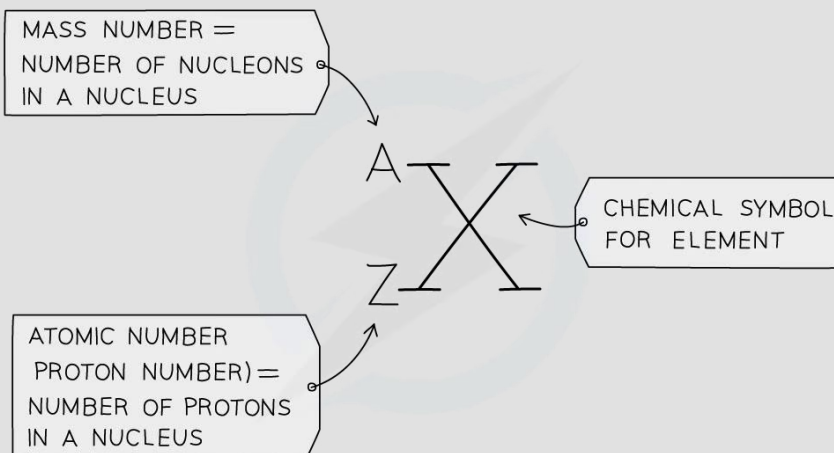 MASS NUMBER =
NUMBER OF NUCLEONS
IN A NUCLEUS
A
X
Z
CHEMICAL SYMBOL
FOR ELEMENT
ATOMIC NUMBER
PROTON NUMBER) =
NUMBER OF PROTONS
IN A NUCLEUS